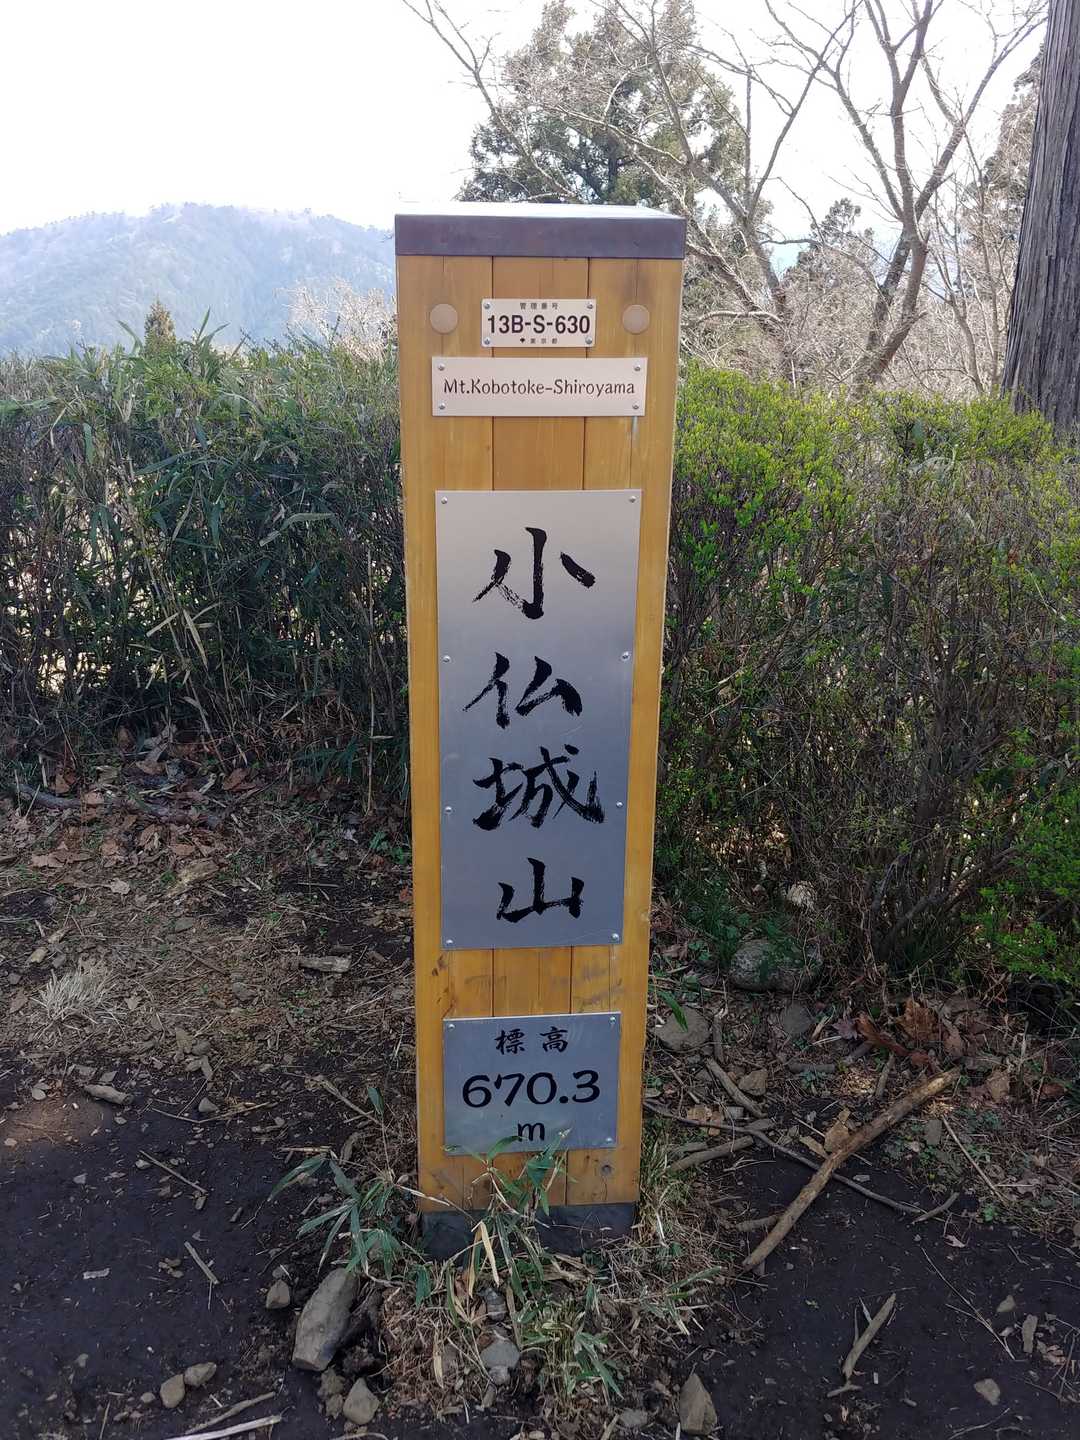 管理番号
13B-S-630
東京都
Mt.Kobotoke-Shiroyama
小仏城山
標高
670.3
m